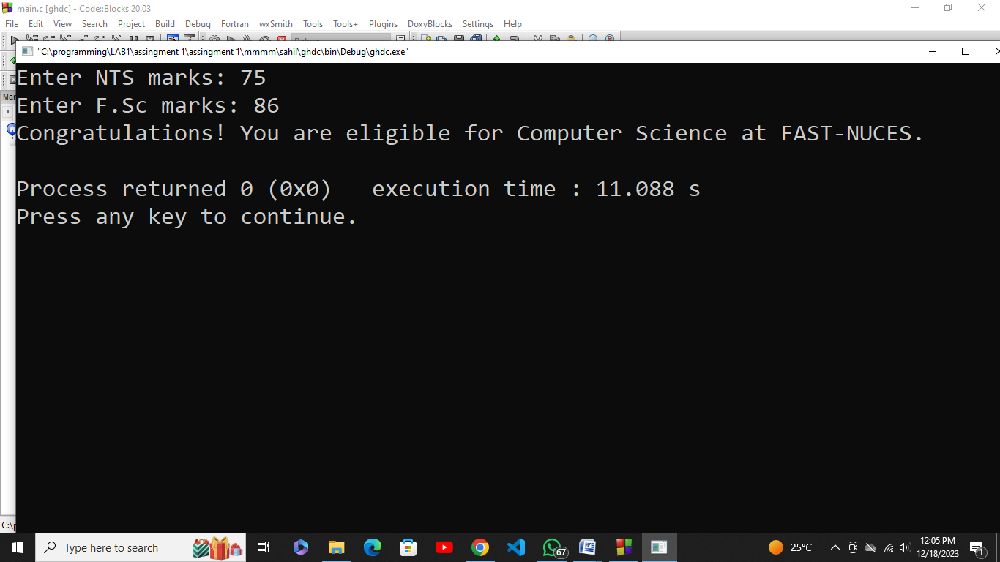 main.c [ghdc] - Code::Blocks 20.03
File Edit View Search Project Build Debug Fortran wxSmith Tools Tools+ Plugins DoxyBlocks Settings Help
"C:\programming\LAB1\assingment 1\assingment 1\mmmm\sahil\ghdc\bin\Debug\ghdc.exe"
Enter NTS marks: 75
Enter F.Sc marks: 86
Congratulations! You are eligible for Computer Science at FAST-NUCES.
Process returned 0 (0x0)   execution time : 11.088 s
Press any key to continue.
Type here to search
67
25°C
12:05 PM
12/18/2023
1